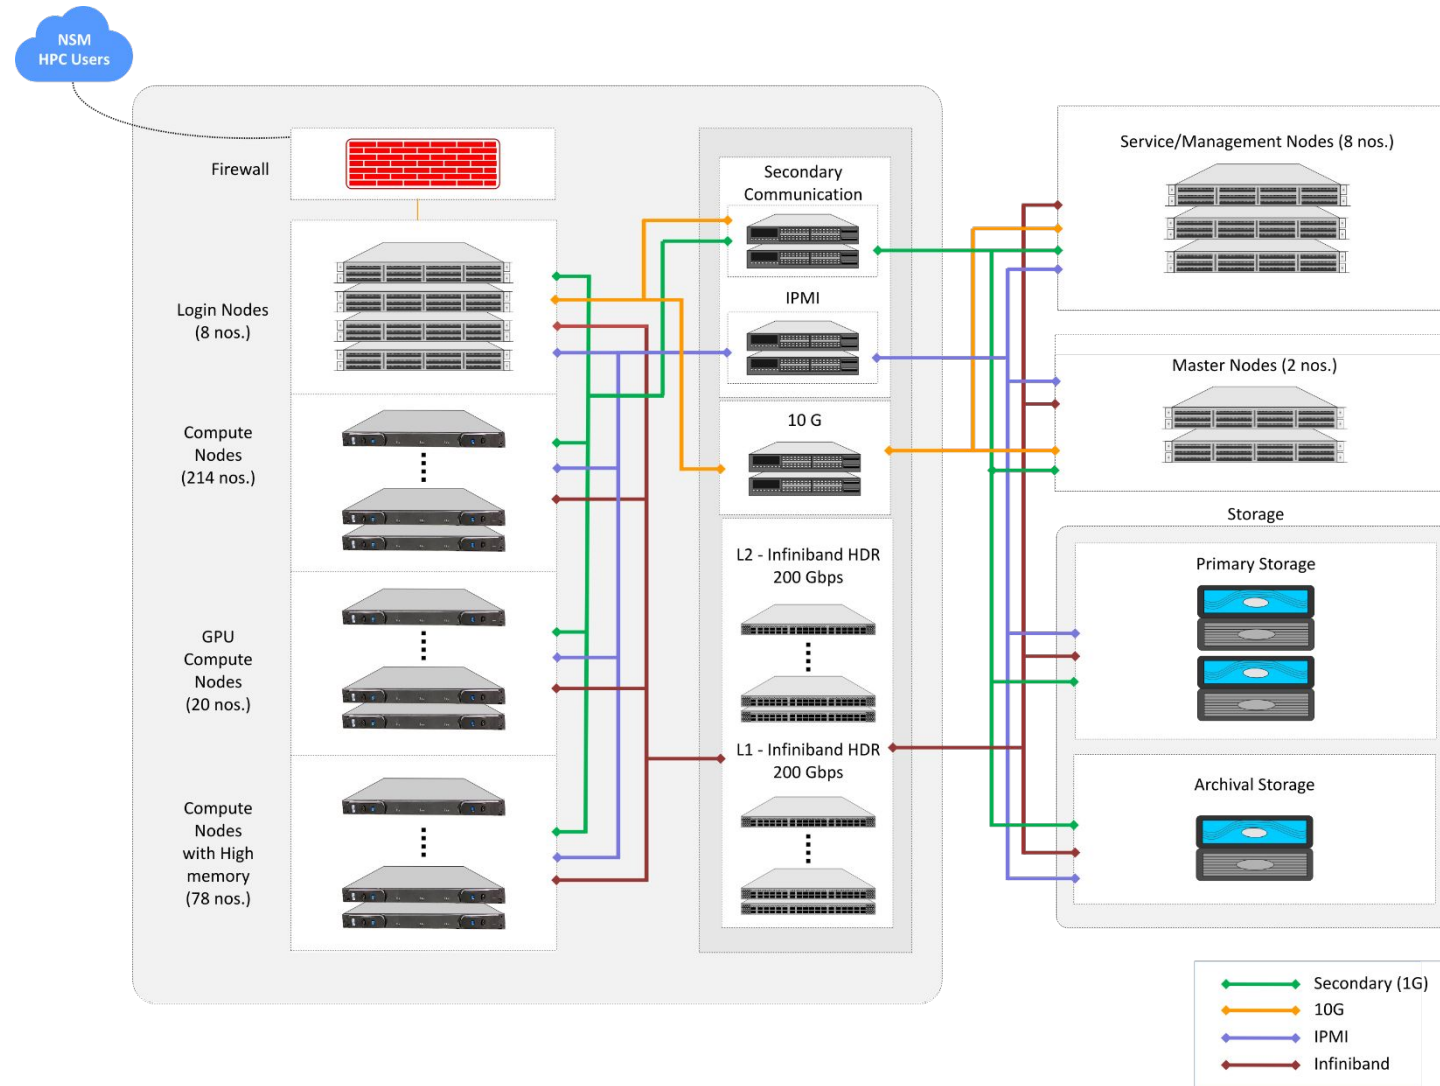 NSM
HPC Users
Firewall
Login Nodes
(8 nos.)
Compute
Nodes
(214 nos.)
GPU
Compute
Nodes
(20 nos.)
Compute
Nodes
with High
memory
(78 nos.)
Secondary
Communication
IPMI
10 G
L2 - Infiniband HDR
200 Gbps
L1 - Infiniband HDR
200 Gbps
Service/Management Nodes (8 nos.)
Master Nodes (2 nos.)
Storage
Primary Storage
Archival Storage
Secondary (1G)
10G
IPMI
Infiniband